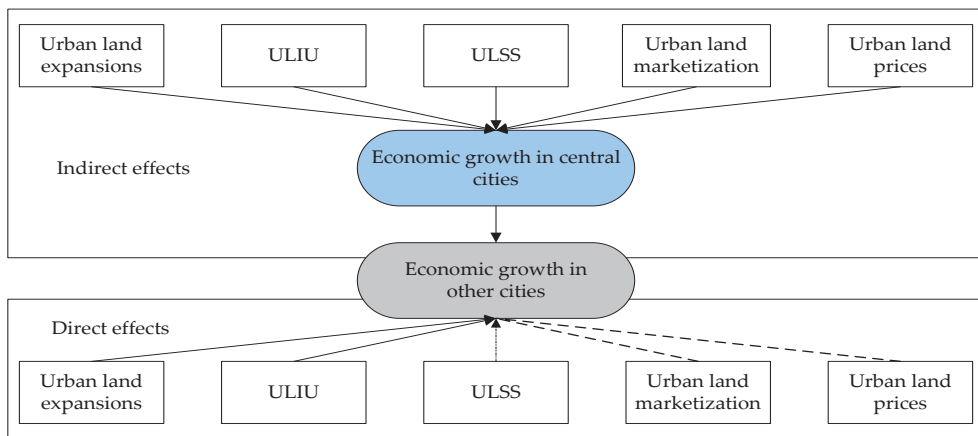 Urban land
expansions
ULIU
ULSS
Urban land
marketization
Urban land
prices
Indirect effects
Economic growth in central
cities
Economic growth in
other cities
Direct effects
Urban land
expansions
ULIU
ULSS
Urban land
marketization
Urban land
prices